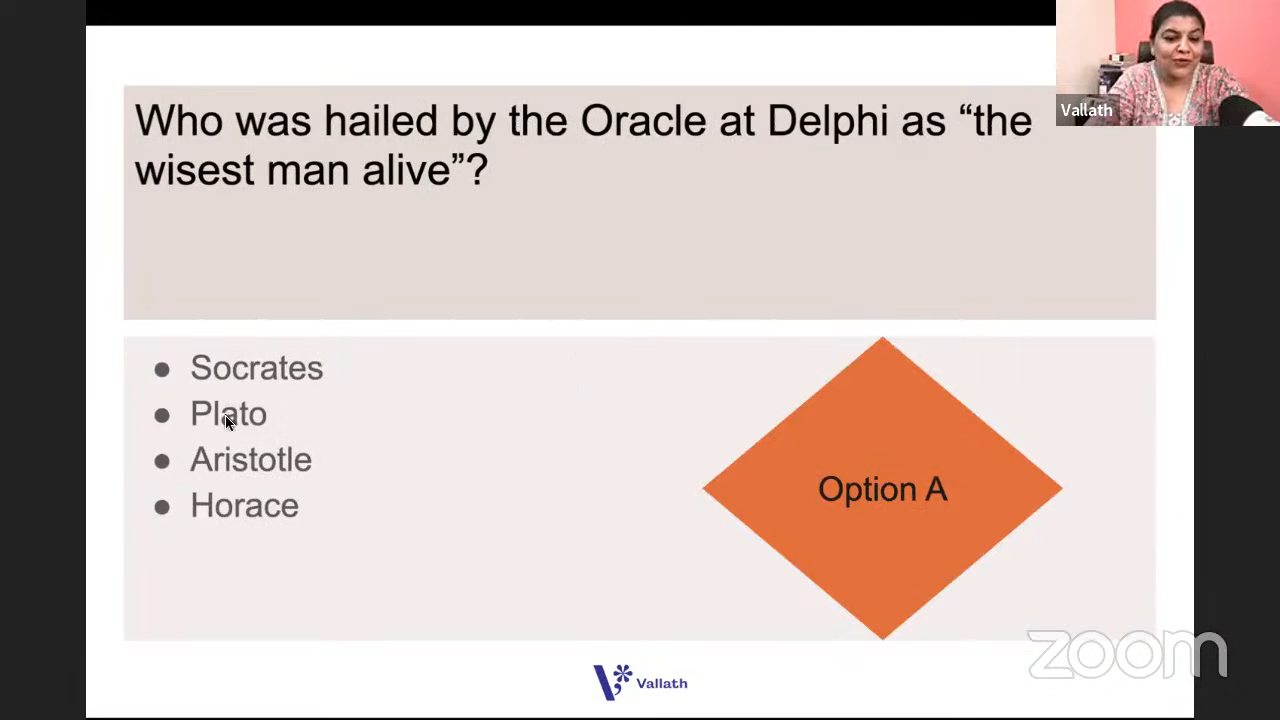 Who was hailed by the Oracle at Delphi as “the
wisest man alive”?
Vallath
● Socrates
● Plato
● Aristotle
● Horace
Option A
zoom
Vallath